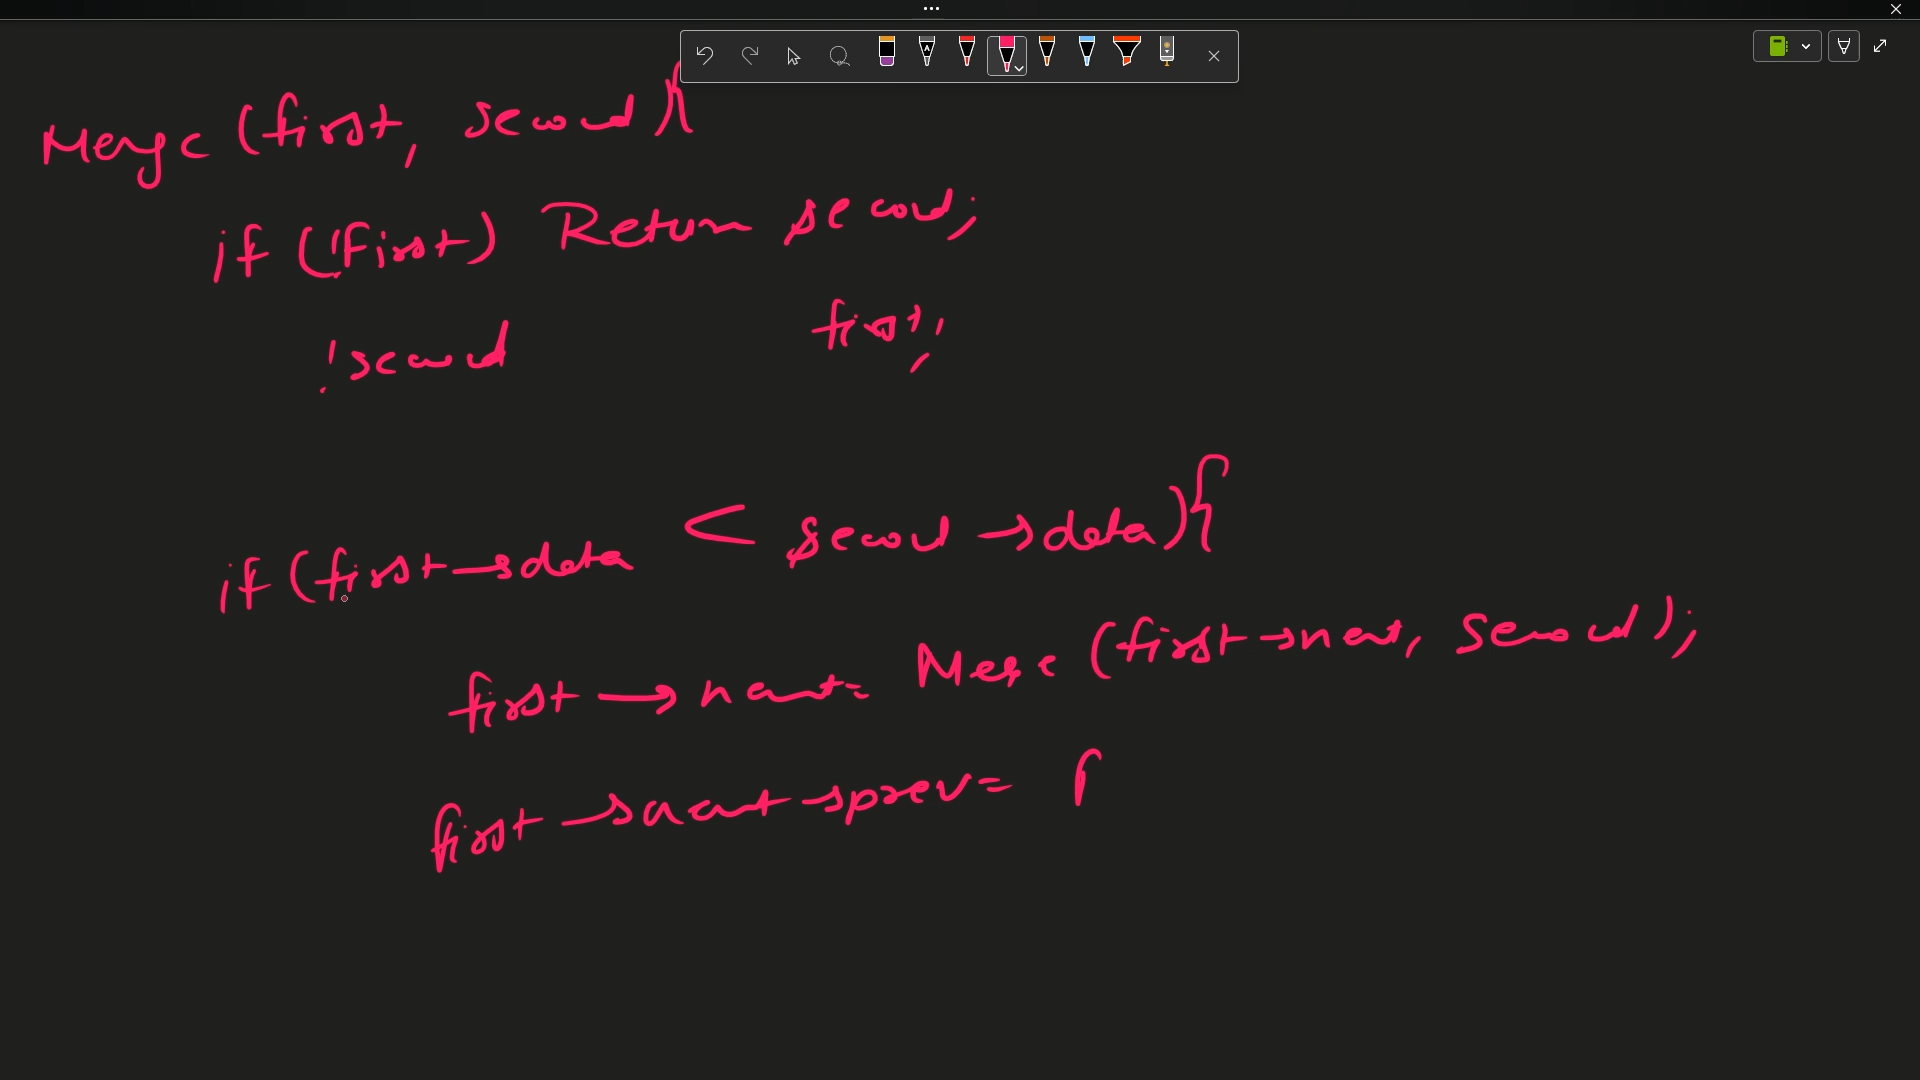 Merge (first, second){
if (!First) Return second;
!second first;
if (first→data < second→data){
first→next= Merge (first→next, second);
first→next→prev= f